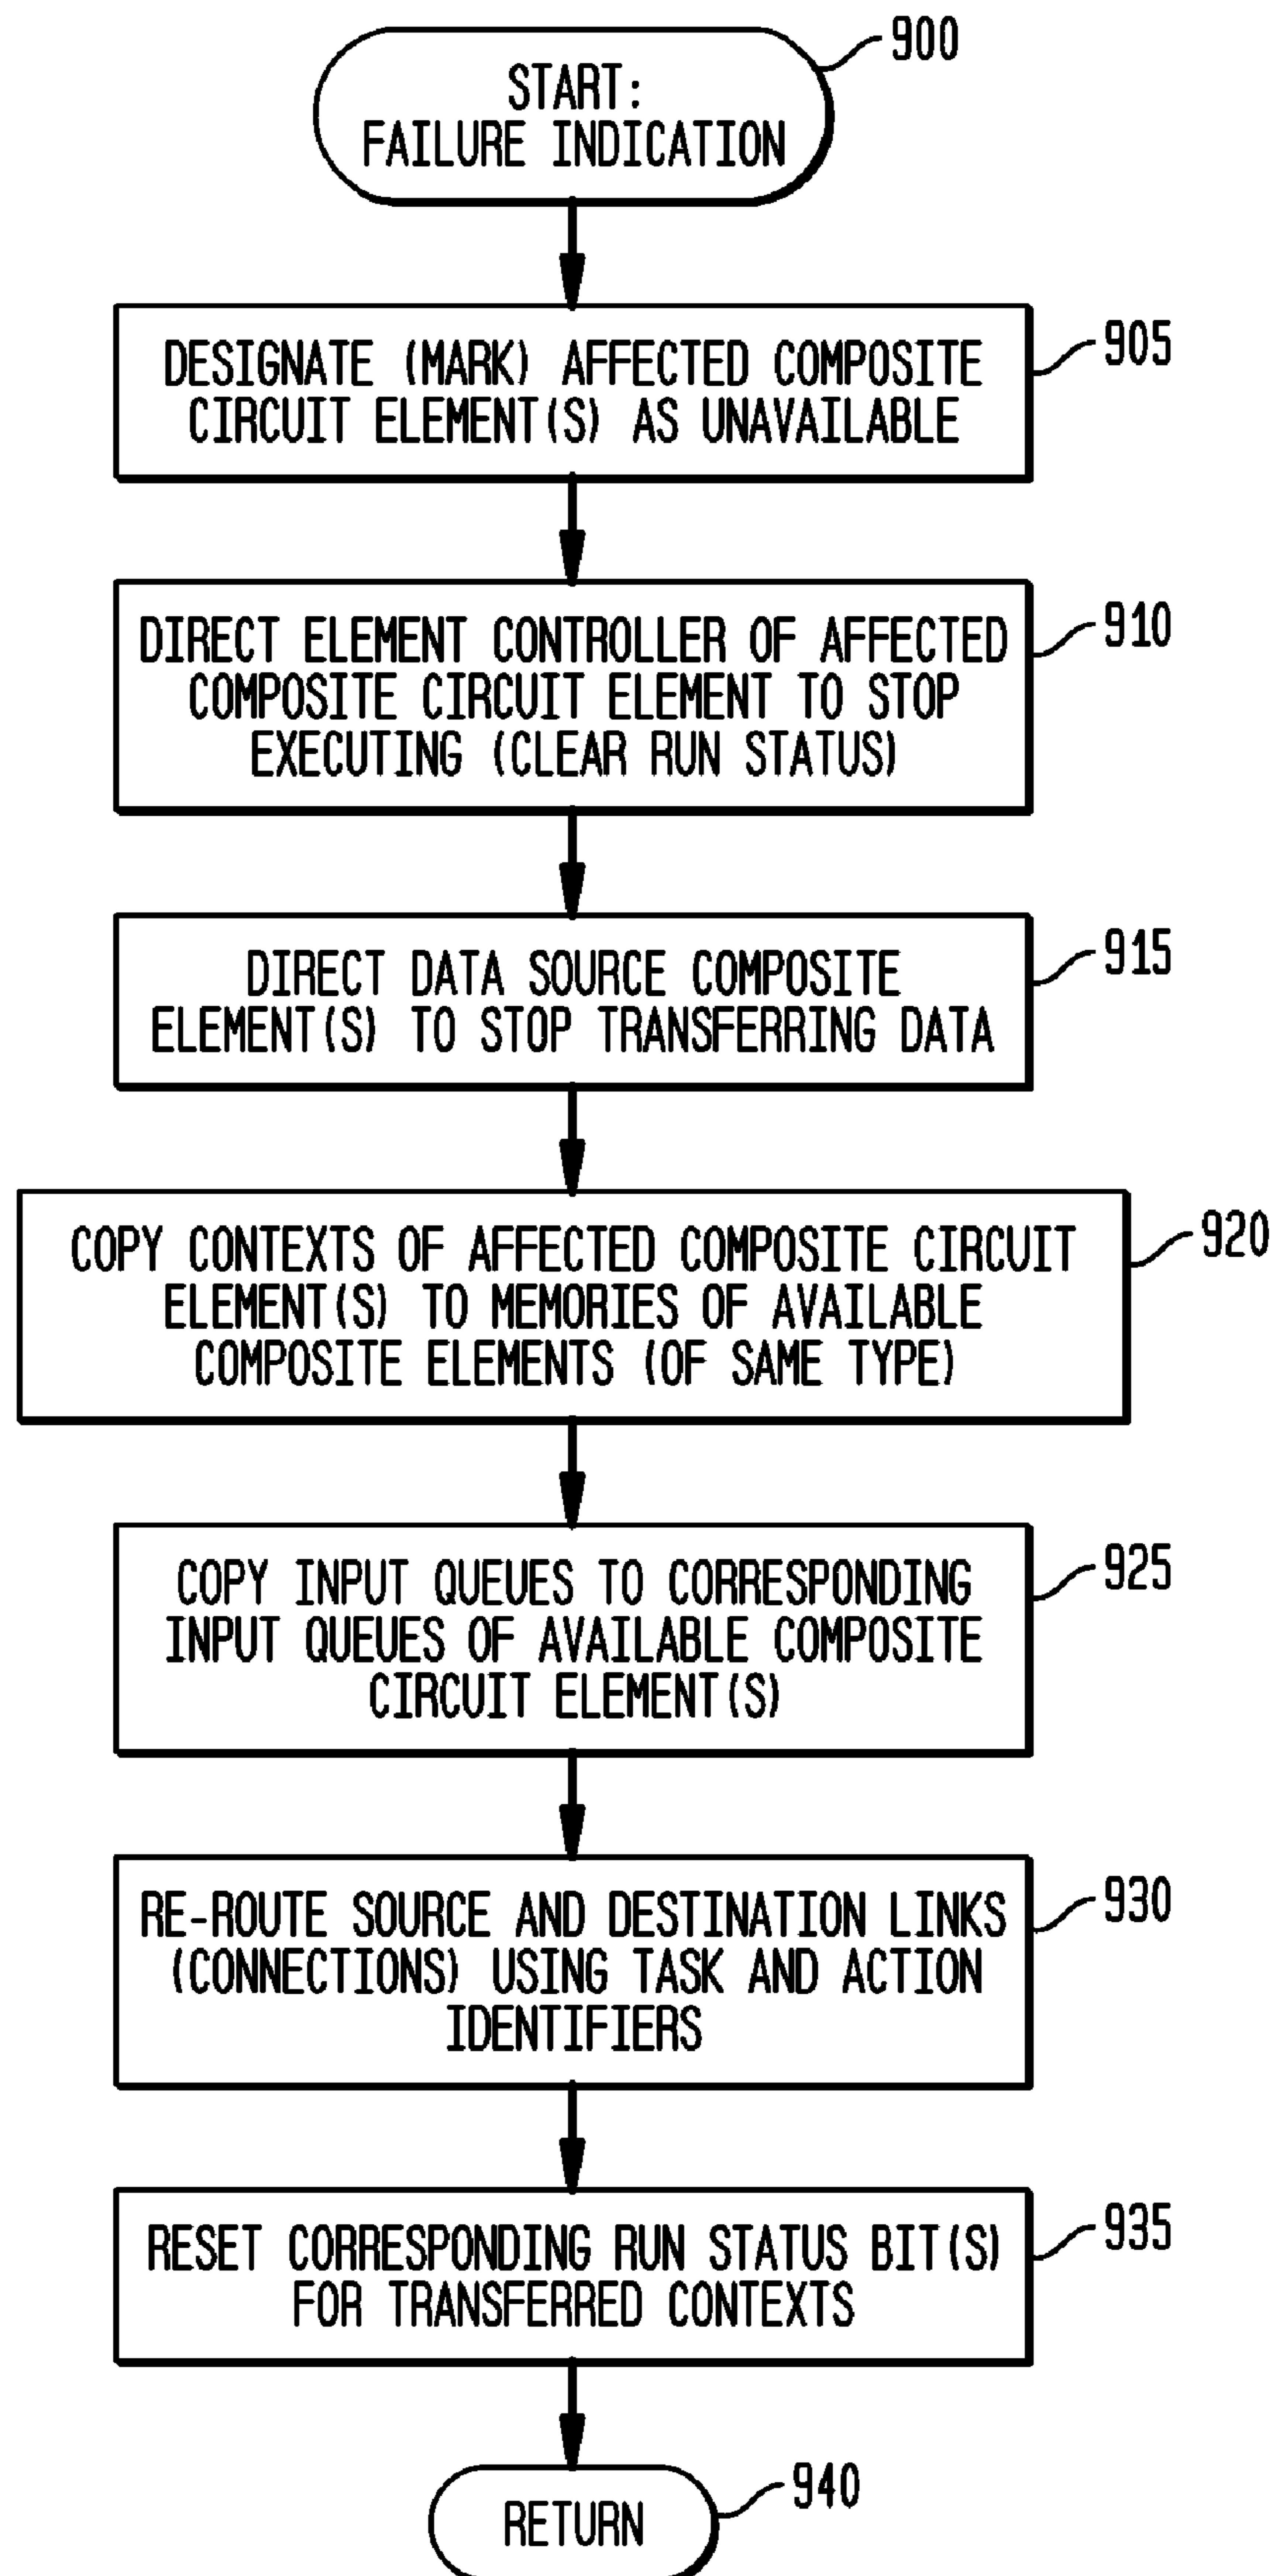 900
START:
FAILURE INDICATION
905
DESIGNATE (MARK) AFFECTED COMPOSITE
CIRCUIT ELEMENT(S) AS UNAVAILABLE
910
DIRECT ELEMENT CONTROLLER OF AFFECTED
COMPOSITE CIRCUIT ELEMENT TO STOP
EXECUTING (CLEAR RUN STATUS)
915
DIRECT DATA SOURCE COMPOSITE
ELEMENT(S) TO STOP TRANSFERRING DATA
920
COPY CONTEXTS OF AFFECTED COMPOSITE CIRCUIT
ELEMENT(S) TO MEMORIES OF AVAILABLE
COMPOSITE ELEMENTS (OF SAME TYPE)
925
COPY INPUT QUEUES TO CORRESPONDING
INPUT QUEUES OF AVAILABLE COMPOSITE
CIRCUIT ELEMENT(S)
930
RE-ROUTE SOURCE AND DESTINATION LINKS
(CONNECTIONS) USING TASK AND ACTION
IDENTIFIERS
935
RESET CORRESPONDING RUN STATUS BIT(S)
FOR TRANSFERRED CONTEXTS
940
RETURN